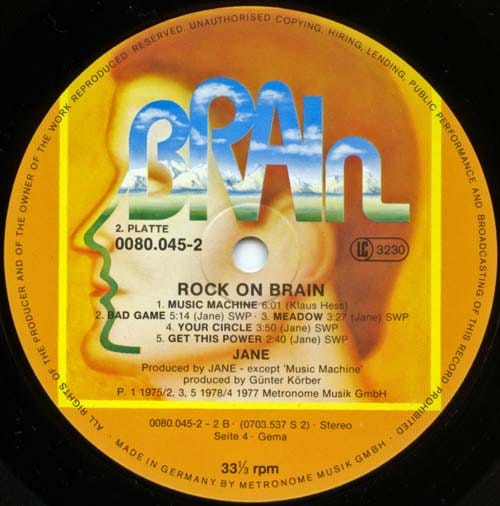 ALL RIGHTS OF THE PRODUCER AND OF THE OWNER OF THE WORK REPRODUCED RESERVED. UNAUTHORISED COPYING, HIRING, LENDING, PUBLIC PERFORMANCE AND BROADCASTING OF THIS RECORD PROHIBITED
BRAIn
2. PLATTE
0080.045-2
LC 3230
ROCK ON BRAIN
1. MUSIC MACHINE 6:01 (Klaus Hess)
2. BAD GAME 5:14 (Jane) SWP · 3. MEADOW 3:27 (Jane) SWP
4. YOUR CIRCLE 3:50 (Jane) SWP
5. GET THIS POWER 2:40 (Jane) SWP
JANE
Produced by JANE - except 'Music Machine'
produced by Günter Körber
P. 1 1975/2, 3, 5 1978/4 1977 Metronome Musik GmbH
0080.045-2 - 2 B · (0703.537 S 2) · Stereo
Seite 4 · Gema
33⅓ rpm
· MADE IN GERMANY BY METRONOME MUSIK GMBH ·